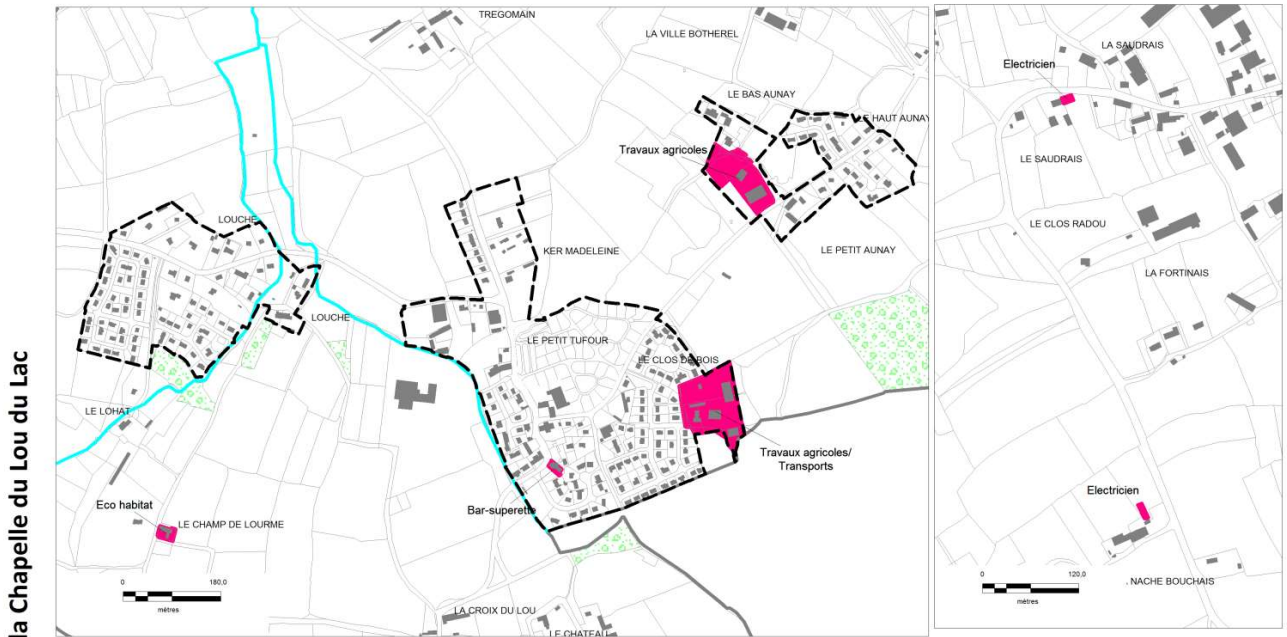 la Chapelle du Lou du Lac
TREGOMAIN
LA VILLE BOTHEREL
LE BAS AUNAY
LE HAUT AUNAY
Travaux agricoles
LOUCHE
KER MADELEINE
LE PETIT AUNAY
LOUCHE
LE PETIT TUFOUR
LE CLOS DE BOIS
LE LOHAT
Travaux agricoles/
Transports
Eco habitat
LE CHAMP DE LOURME
Bar-superette
0 180,0
mètres
LA CROIX DU LOU
LE CHATEAU
LA SAUDRAIS
Electricien
LE SAUDRAIS
LE CLOS RADOU
LA FORTINAIS
Electricien
0 120,0
mètres
. NACHE BOUCHAIS